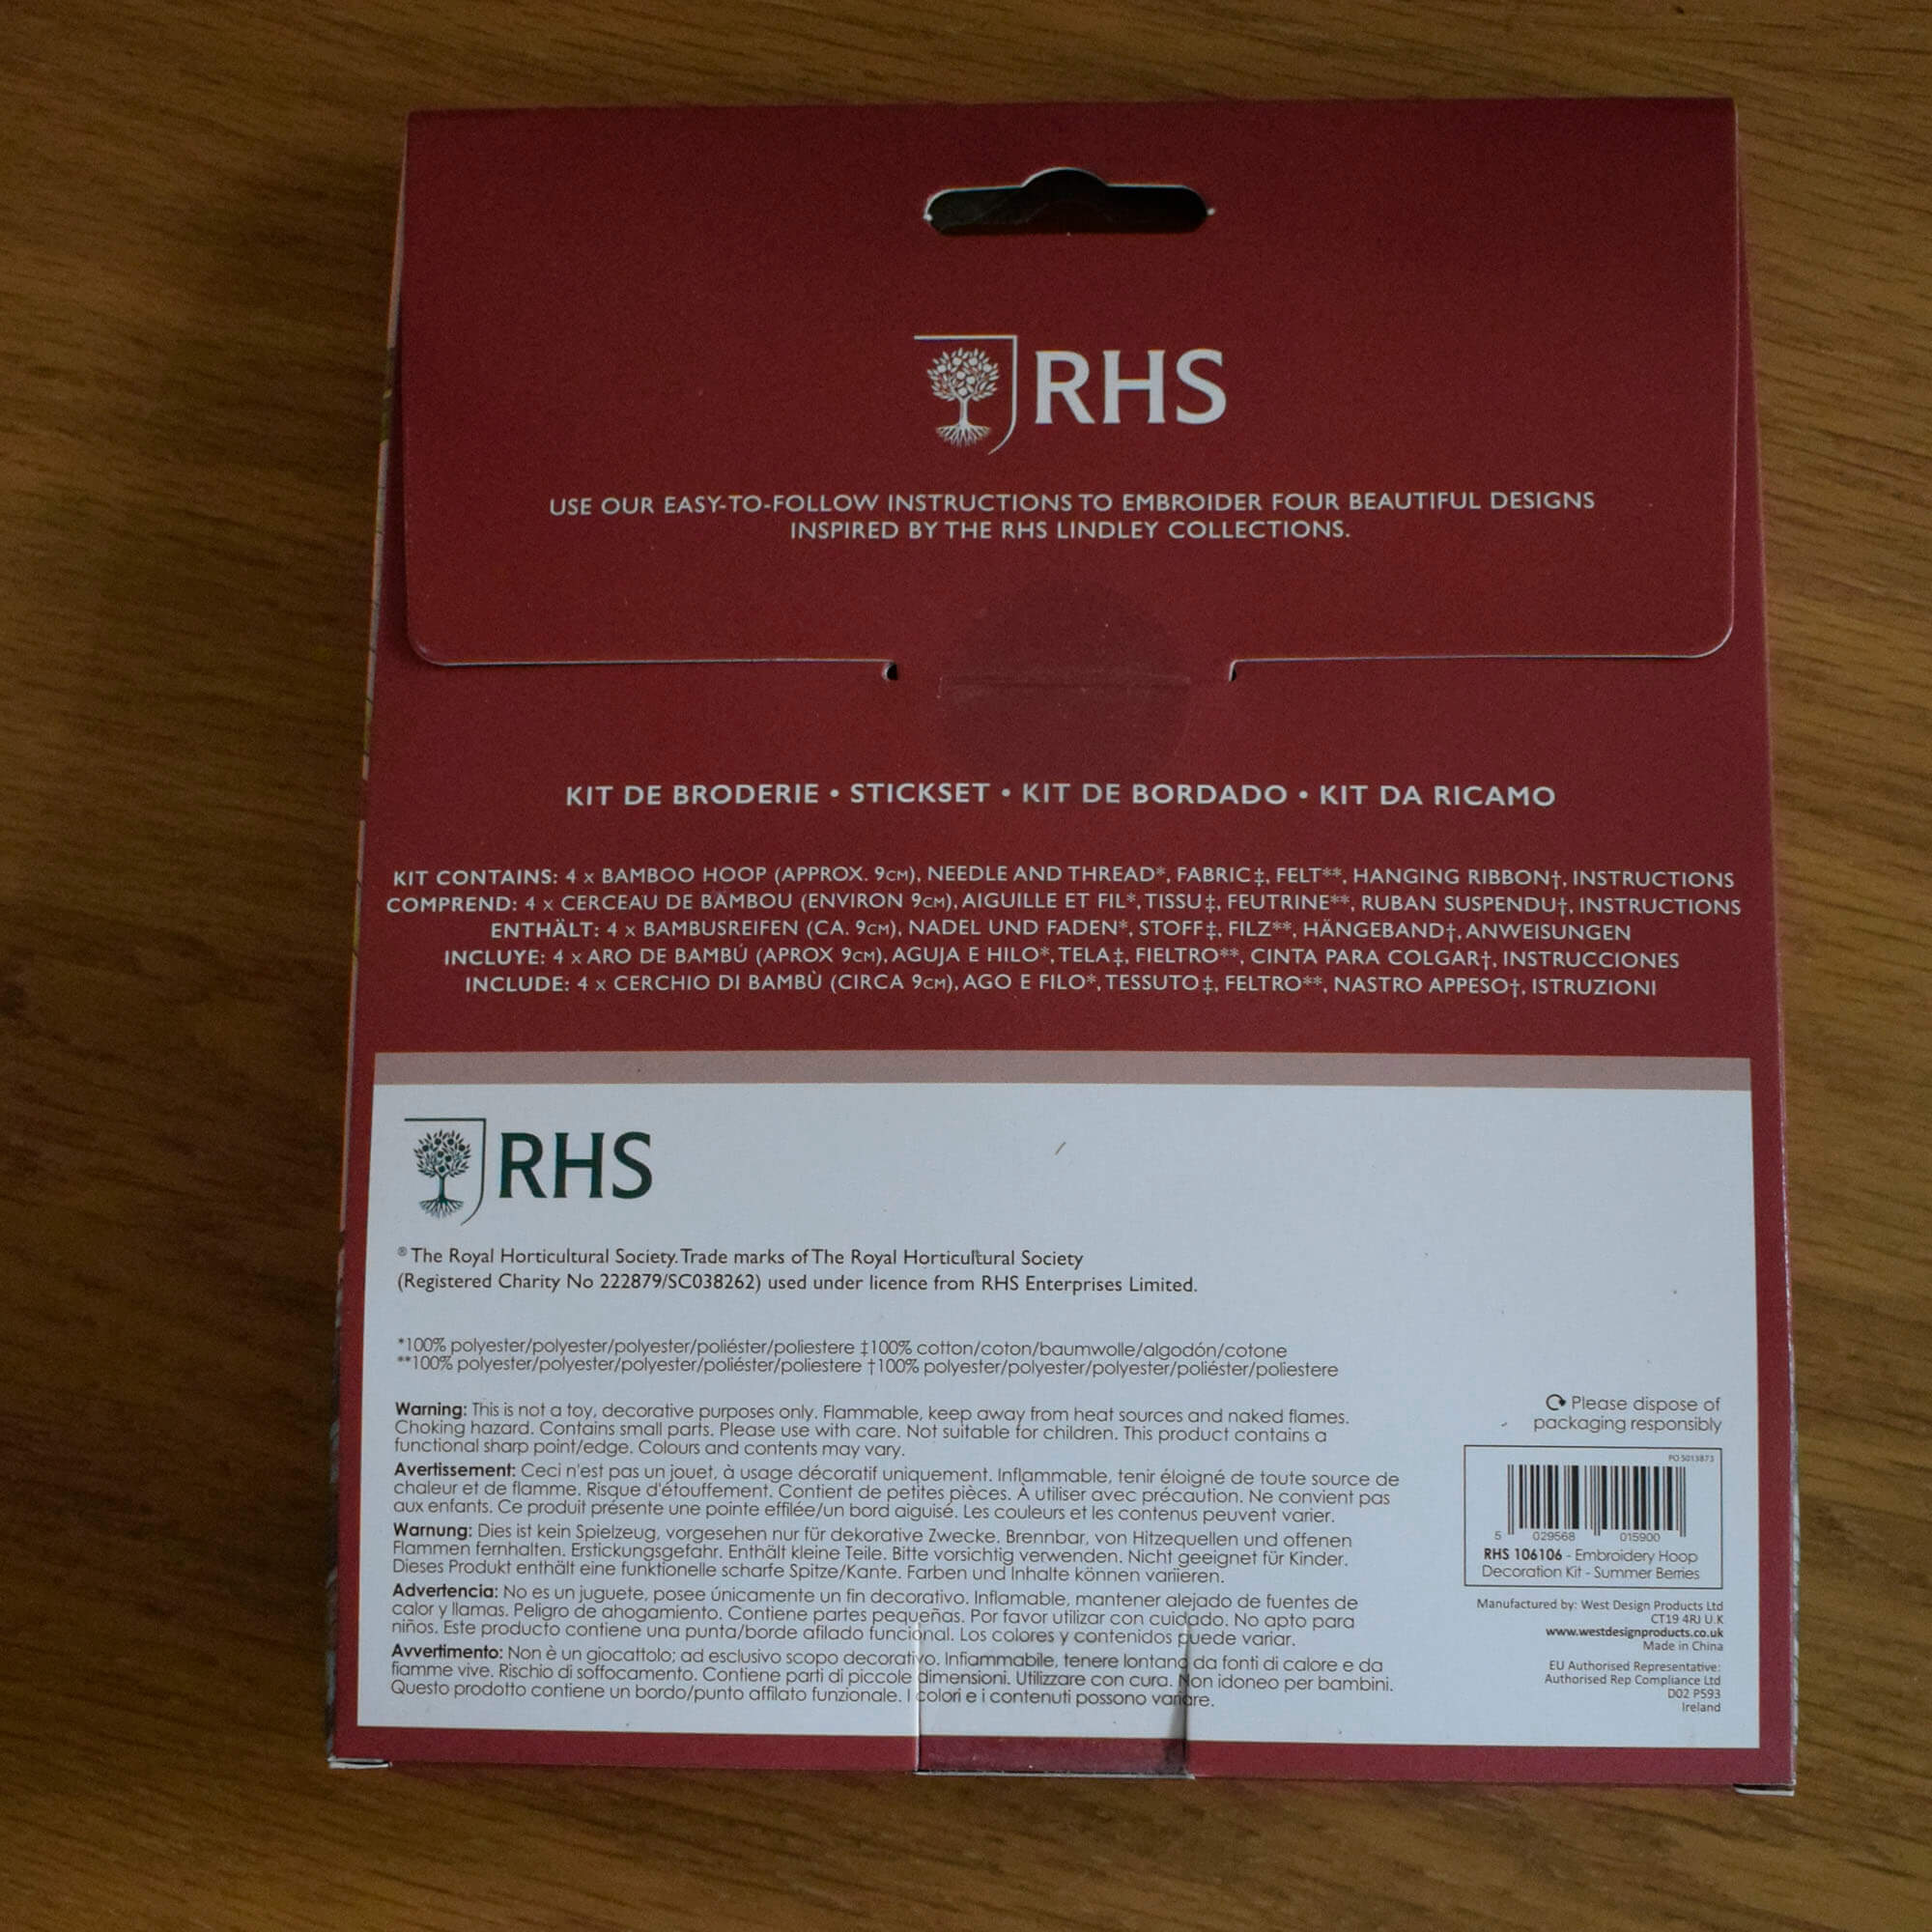 RHS
USE OUR EASY-TO-FOLLOW INSTRUCTIONS TO EMBROIDER FOUR BEAUTIFUL DESIGNS
INSPIRED BY THE RHS LINDLEY COLLECTIONS.
KIT DE BRODERIE • STICKSET • KIT DE BORDADO • KIT DA RICAMO
KIT CONTAINS: 4 x BAMBOO HOOP (APPROX. 9CM), NEEDLE AND THREAD*, FABRIC‡, FELT**, HANGING RIBBON†, INSTRUCTIONS
COMPREND: 4 x CERCEAU DE BAMBOU (ENVIRON 9CM), AIGUILLE ET FIL*, TISSU‡, FEUTRINE**, RUBAN SUSPENDU†, INSTRUCTIONS
ENTHÄLT: 4 x BAMBUSREIFEN (CA. 9CM), NADEL UND FADEN*, STOFF‡, FILZ**, HÄNGEBAND†, ANWEISUNGEN
INCLUYE: 4 x ARO DE BAMBÚ (APROX 9CM), AGUJA E HILO*, TELA‡, FIELTRO**, CINTA PARA COLGAR†, INSTRUCCIONES
INCLUDE: 4 x CERCHIO DI BAMBÙ (CIRCA 9CM), AGO E FILO*, TESSUTO‡, FELTRO**, NASTRO APPESO†, ISTRUZIONI
RHS
® The Royal Horticultural Society. Trade marks of The Royal Horticultural Society
(Registered Charity No 222879/SC038262) used under licence from RHS Enterprises Limited.
*100% polyester/polyester/polyester/poliéster/poliestere ‡100% cotton/coton/baumwolle/algodón/cotone
**100% polyester/polyester/polyester/poliéster/poliestere †100% polyester/polyester/polyester/poliéster/poliestere
Warning: This is not a toy, decorative purposes only. Flammable, keep away from heat sources and naked flames.
Choking hazard. Contains small parts. Please use with care. Not suitable for children. This product contains a
functional sharp point/edge. Colours and contents may vary.
Avertissement: Ceci n'est pas un jouet, à usage décoratif uniquement. Inflammable, tenir éloigné de toute source de
chaleur et de flamme. Risque d'étouffement. Contient de petites pièces. À utiliser avec précaution. Ne convient pas
aux enfants. Ce produit présente une pointe effilée/un bord aiguisé. Les couleurs et les contenus peuvent varier.
Warnung: Dies ist kein Spielzeug, vorgesehen nur für dekorative Zwecke. Brennbar, von Hitzequellen und offenen
Flammen fernhalten. Erstickungsgefahr. Enthält kleine Teile. Bitte vorsichtig verwenden. Nicht geeignet für Kinder.
Dieses Produkt enthält eine funktionelle scharfe Spitze/Kante. Farben und Inhalte können variieren.
Advertencia: No es un juguete, posee únicamente un fin decorativo. Inflamable, mantener alejado de fuentes de
calor y llamas. Peligro de ahogamiento. Contiene partes pequeñas. Por favor utilizar con cuidado. No apto para
niños. Este producto contiene una punta/borde afilado funcional. Los colores y contenidos puede variar.
Avvertimento: Non è un giocattolo; ad esclusivo scopo decorativo. Infiammabile, tenere lontano da fonti di calore e da
fiamme vive. Rischio di soffocamento. Contiene parti di piccole dimensioni. Utilizzare con cura. Non idoneo per bambini.
Questo prodotto contiene un bordo/punto affilato funzionale. I colori e i contenuti possono variare.
Please dispose of
packaging responsibly
PO 5013873
5 029568 015900
RHS 106106 - Embroidery Hoop
Decoration Kit - Summer Berries
Manufactured by: West Design Products Ltd
CT19 4RJ U.K
www.westdesignproducts.co.uk
Made in China
EU Authorised Representative:
Authorised Rep Compliance Ltd
D02 P593
Ireland